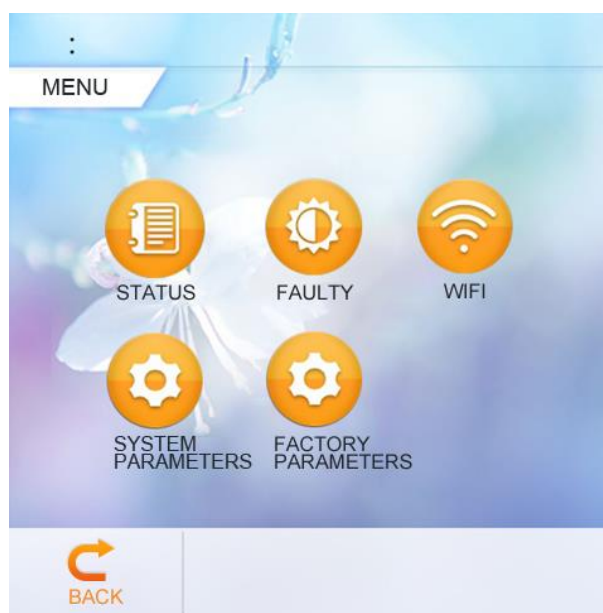 :
MENU
STATUS
FAULTY
WIFI
SYSTEM
PARAMETERS
FACTORY
PARAMETERS
BACK